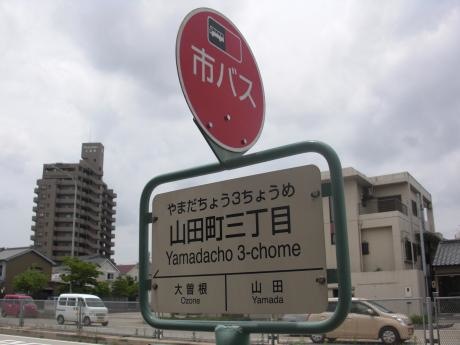 市バス
やまだちょう3ちょうめ
山田町三丁目
Yamadacho 3-chome
大曽根
Ozone
山田
Yamada